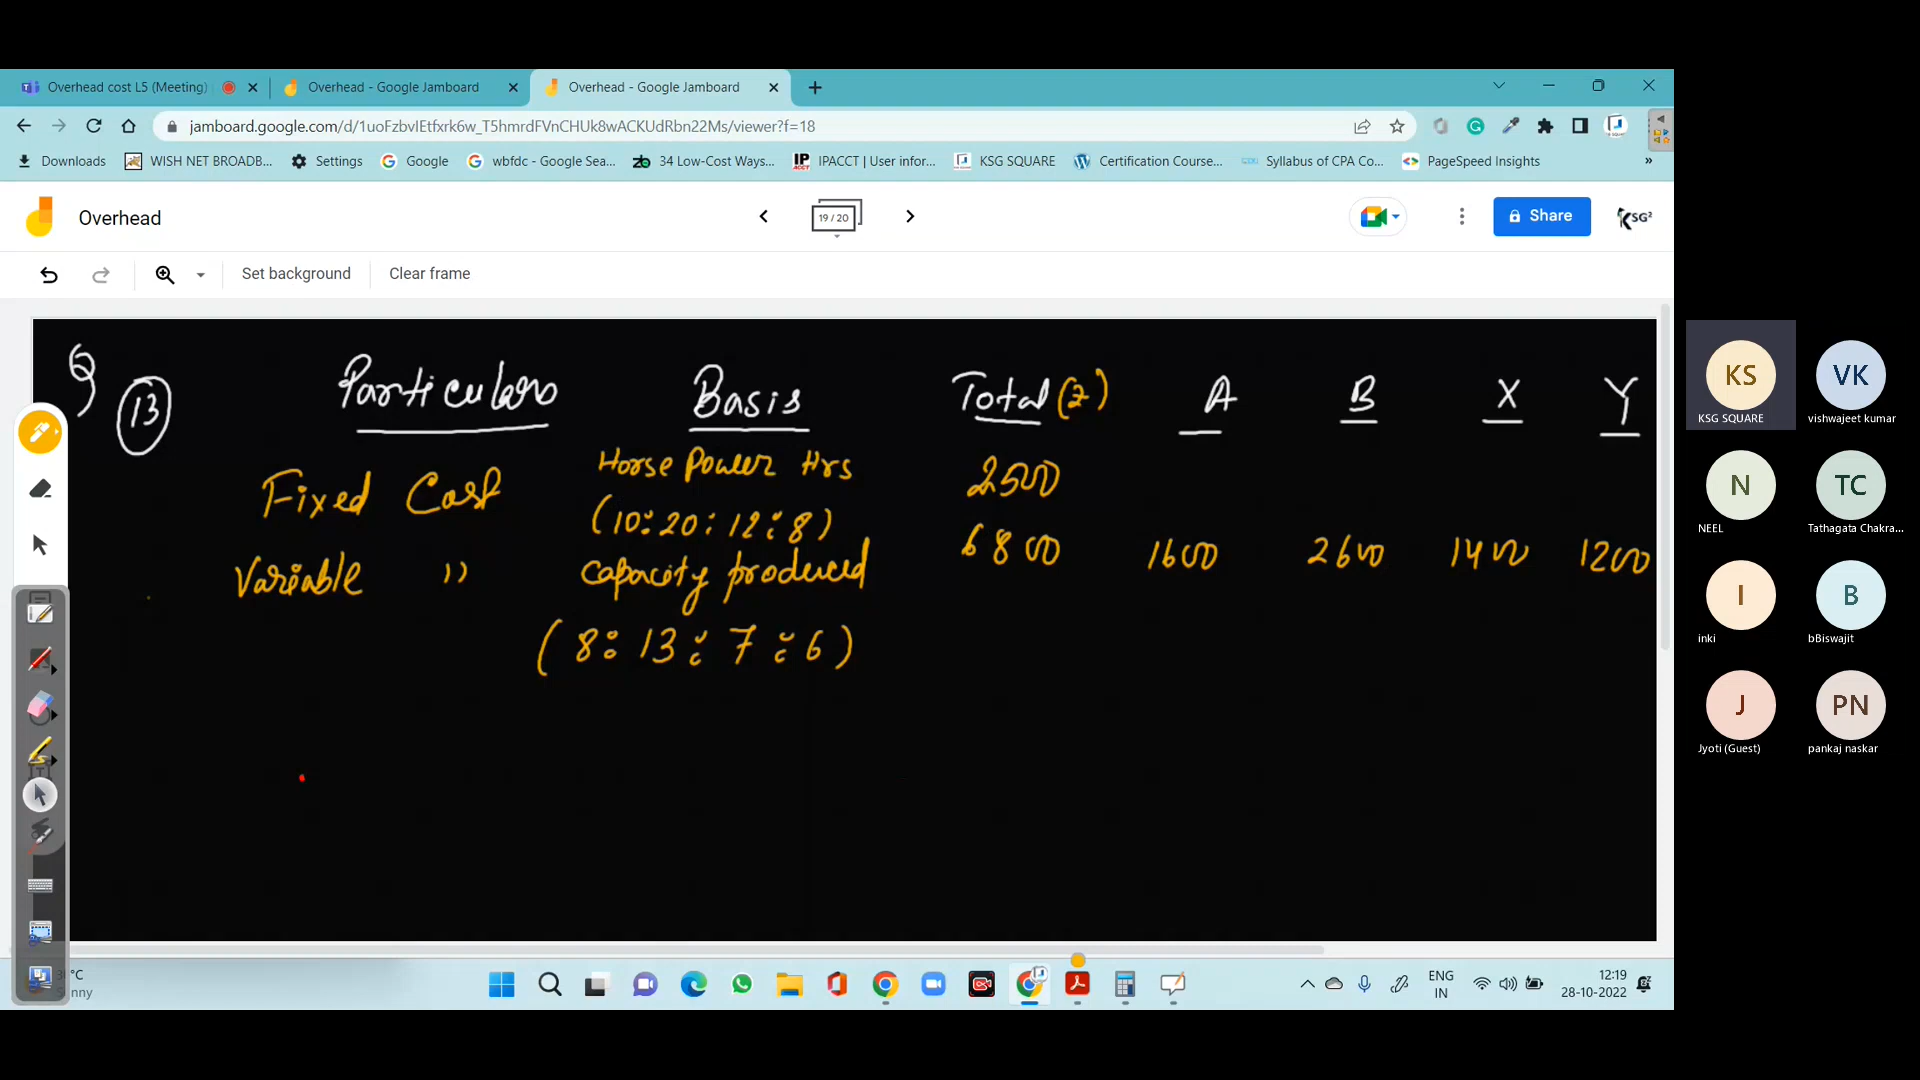 Overhead cost L5 (Meeting)
Overhead - Google Jamboard
Overhead - Google Jamboard
jamboard.google.com/d/1uoFzbvIEtfxrk6w_T5hmrdFVnCHUk8wACKUdRbn22Ms/viewer?f=18
Downloads WISH NET BROADB... Settings Google wbfdc - Google Sea... 34 Low-Cost Ways... IPACCT | User infor... KSG SQUARE Certification Course... Syllabus of CPA Co... PageSpeed Insights »
Overhead
19 / 20
Share
KSG²
Set background Clear frame
Q 13 Particulars Basis Total (₹) A B X Y
Fixed Cost Horse Power Hrs 2500
(10:20:12:8)
Variable " capacity produced 6800 1600 2600 1400 1200
(8:13:7:6)
KS
KSG SQUARE
VK
vishwajeet kumar
N
NEEL
TC
Tathagata Chakra...
I
inki
B
bBiswajit
J
Jyoti (Guest)
PN
pankaj naskar
ENG
IN
12:19
28-10-2022